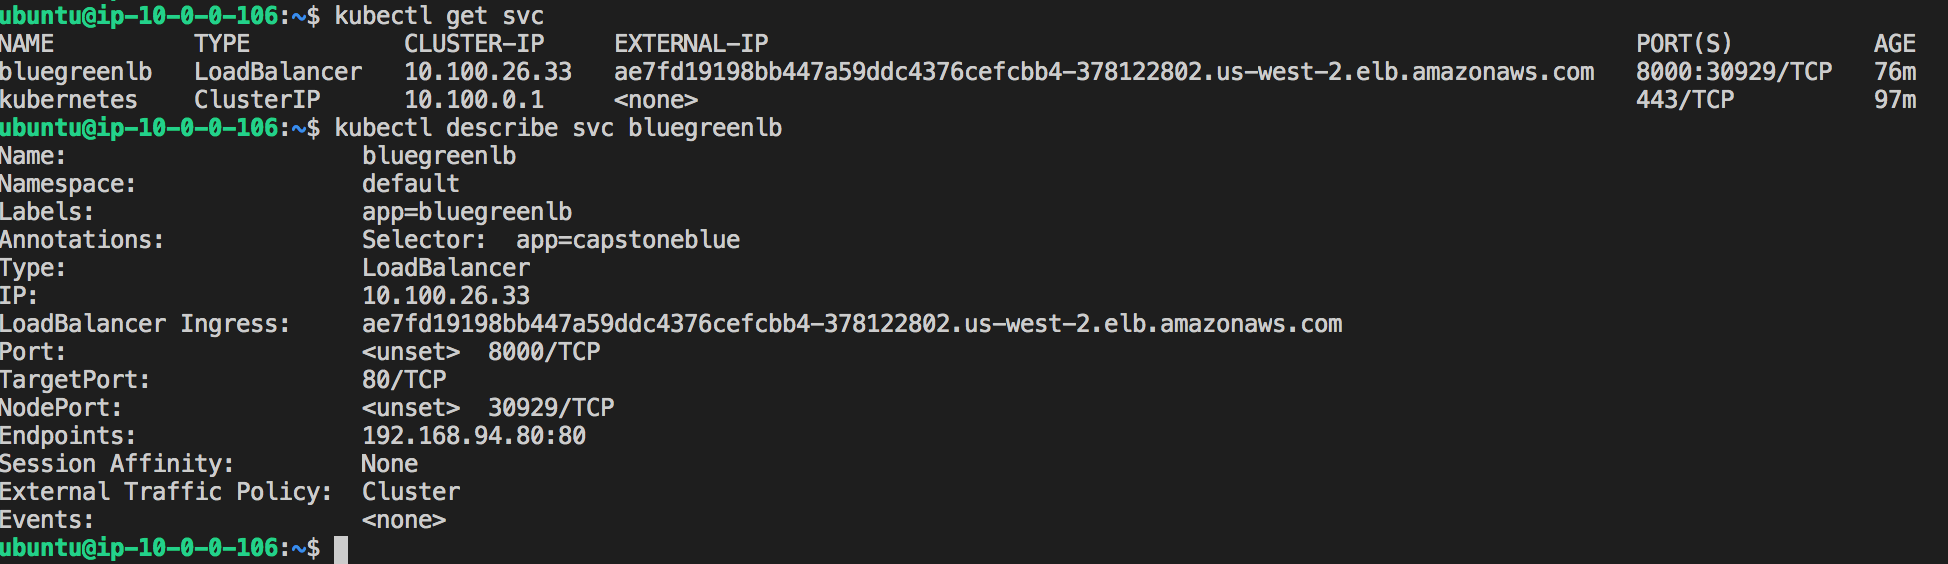 ubuntu@ip-10-0-0-106:~$ kubectl get svc
NAME          TYPE           CLUSTER-IP     EXTERNAL-IP                                                              PORT(S)          AGE
bluegreenlb   LoadBalancer   10.100.26.33   ae7fd19198bb447a59ddc4376cefcbb4-378122802.us-west-2.elb.amazonaws.com   8000:30929/TCP   76m
kubernetes    ClusterIP      10.100.0.1     <none>                                                                   443/TCP          97m
ubuntu@ip-10-0-0-106:~$ kubectl describe svc bluegreenlb
Name:                     bluegreenlb
Namespace:                default
Labels:                   app=bluegreenlb
Annotations:              Selector:  app=capstoneblue
Type:                     LoadBalancer
IP:                       10.100.26.33
LoadBalancer Ingress:     ae7fd19198bb447a59ddc4376cefcbb4-378122802.us-west-2.elb.amazonaws.com
Port:                     <unset>  8000/TCP
TargetPort:               80/TCP
NodePort:                 <unset>  30929/TCP
Endpoints:                192.168.94.80:80
Session Affinity:         None
External Traffic Policy:  Cluster
Events:                   <none>
ubuntu@ip-10-0-0-106:~$